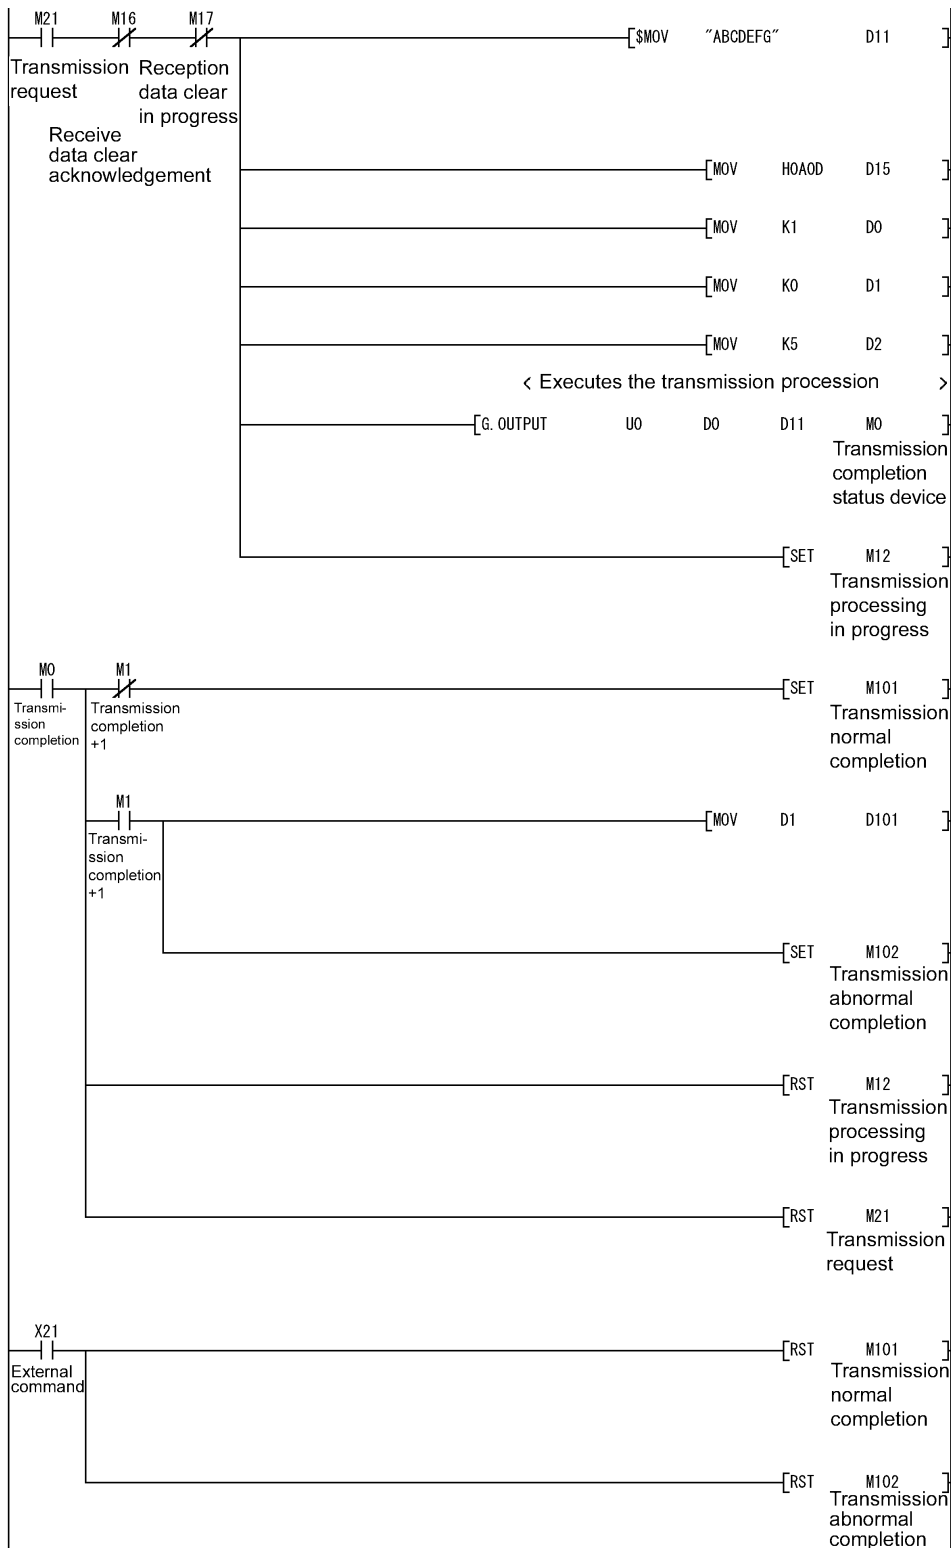 M21 M16 M17
[$MOV "ABCDEFG" D11 ]
Transmission
request
Reception
data clear
in progress
Receive
data clear
acknowledgement
[MOV H0A0D D15 ]
[MOV K1 D0 ]
[MOV K0 D1 ]
[MOV K5 D2 ]
< Executes the transmission procession >
[G.OUTPUT U0 D0 D11 M0 ]
Transmission
completion
status device
[SET M12 ]
Transmission
processing
in progress
M0 M1
[SET M101 ]
Transmi-
ssion
completion
Transmission
completion
+1
Transmission
normal
completion
M1
[MOV D1 D101 ]
Transmi-
ssion
completion
+1
[SET M102 ]
Transmission
abnormal
completion
[RST M12 ]
Transmission
processing
in progress
[RST M21 ]
Transmission
request
X21
[RST M101 ]
External
command
Transmission
normal
completion
[RST M102 ]
Transmission
abnormal
completion